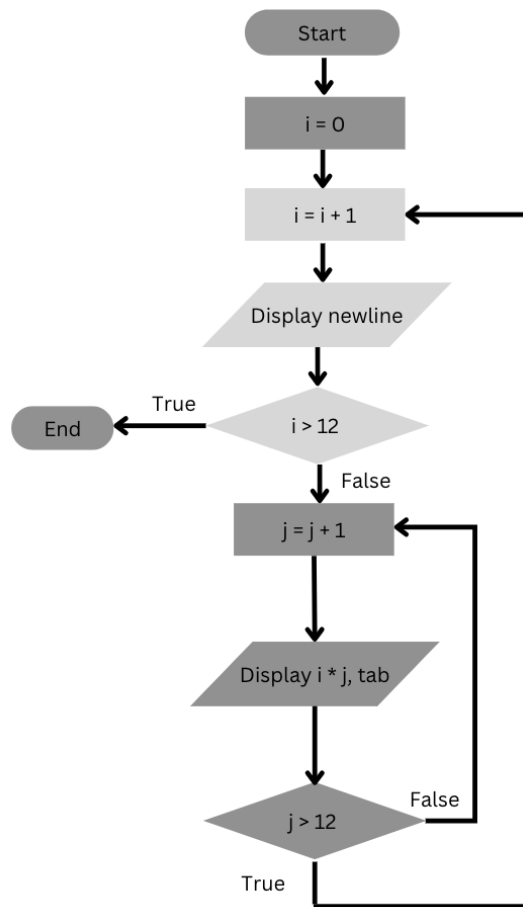 Start
i = 0
i = i + 1
Display newline
i > 12
True
End
False
j = j + 1
Display i * j, tab
j > 12
False
True